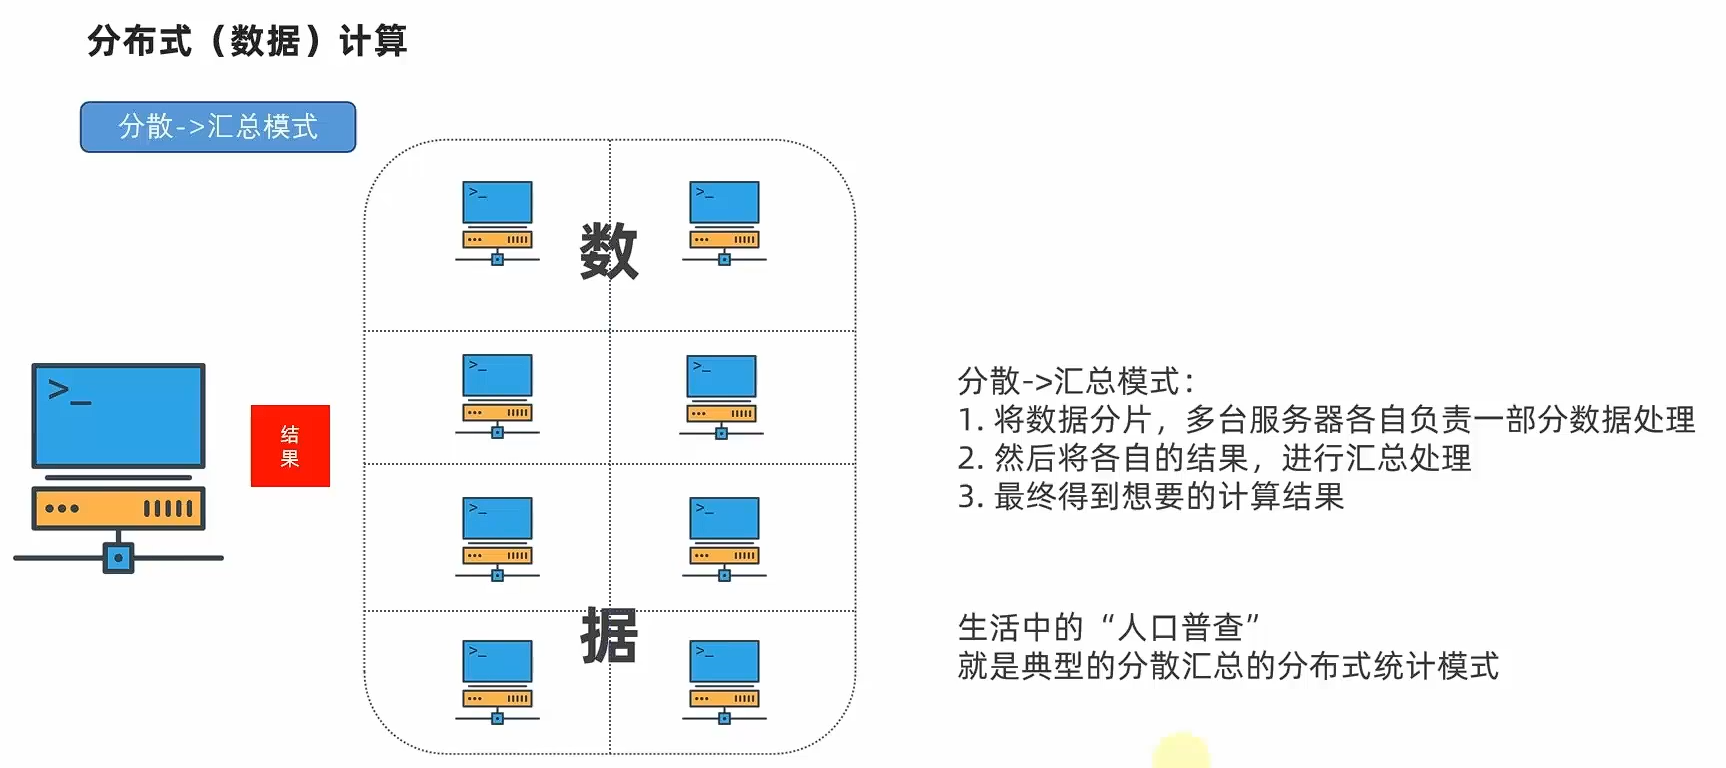 分布式（数据）计算
分散->汇总模式
>_
>_
数
>_
>_
>_
结
果
>_
>_
>_
据
>_
>_
分散->汇总模式：
1. 将数据分片，多台服务器各自负责一部分数据处理
2. 然后将各自的结果，进行汇总处理
3. 最终得到想要的计算结果
生活中的“人口普查”
就是典型的分散汇总的分布式统计模式